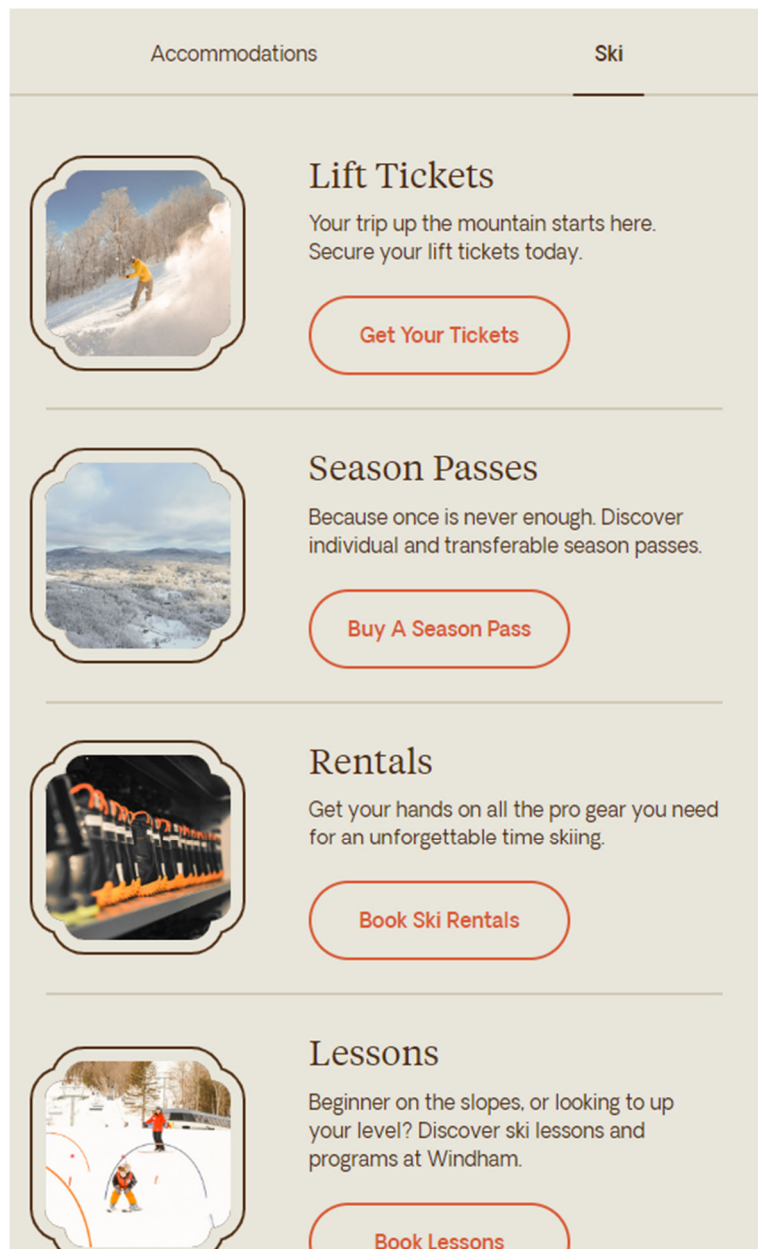 Accommodations
Ski
Lift Tickets
Your trip up the mountain starts here.
Secure your lift tickets today.
Get Your Tickets
Season Passes
Because once is never enough. Discover
individual and transferable season passes.
Buy A Season Pass
Rentals
Get your hands on all the pro gear you need
for an unforgettable time skiing.
Book Ski Rentals
Lessons
Beginner on the slopes, or looking to up
your level? Discover ski lessons and
programs at Windham.
Book Lessons